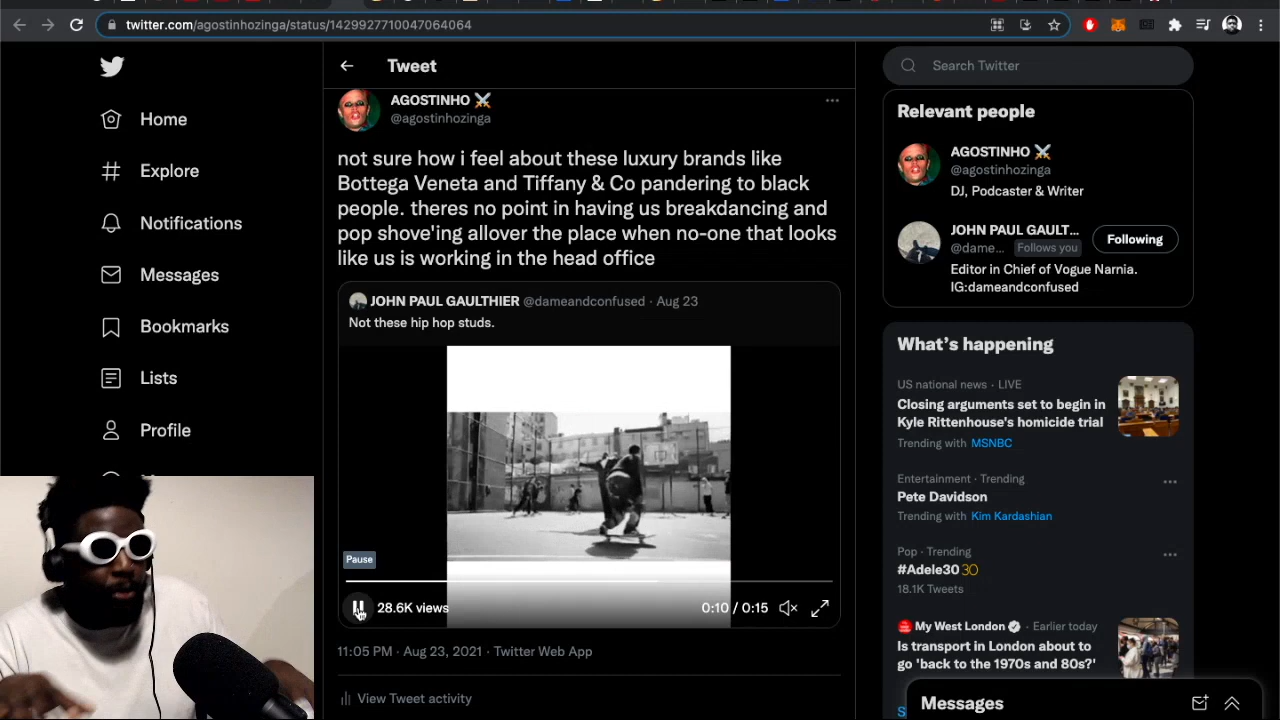 twitter.com/agostinhozinga/status/1429927710047064064
Home
Explore
Notifications
Messages
Bookmarks
Lists
Profile
Tweet
AGOSTINHO ⚔️
@agostinhozinga
not sure how i feel about these luxury brands like
Bottega Veneta and Tiffany & Co pandering to black
people. theres no point in having us breakdancing and
pop shove'ing allover the place when no-one that looks
like us is working in the head office
JOHN PAUL GAULTHIER @dameandconfused · Aug 23
Not these hip hop studs.
Pause
28.6K views
0:10 / 0:15
11:05 PM · Aug 23, 2021 · Twitter Web App
View Tweet activity
Search Twitter
Relevant people
AGOSTINHO ⚔️
@agostinhozinga
DJ, Podcaster & Writer
JOHN PAUL GAULT...
@dame... Follows you
Following
Editor in Chief of Vogue Narnia.
IG:dameandconfused
What's happening
US national news · LIVE
Closing arguments set to begin in
Kyle Rittenhouse's homicide trial
Trending with MSNBC
Entertainment · Trending
Pete Davidson
Trending with Kim Kardashian
Pop · Trending
#Adele30 30
18.1K Tweets
My West London · Earlier today
Is transport in London about to
go 'back to the 1970s and 80s?'
Messages